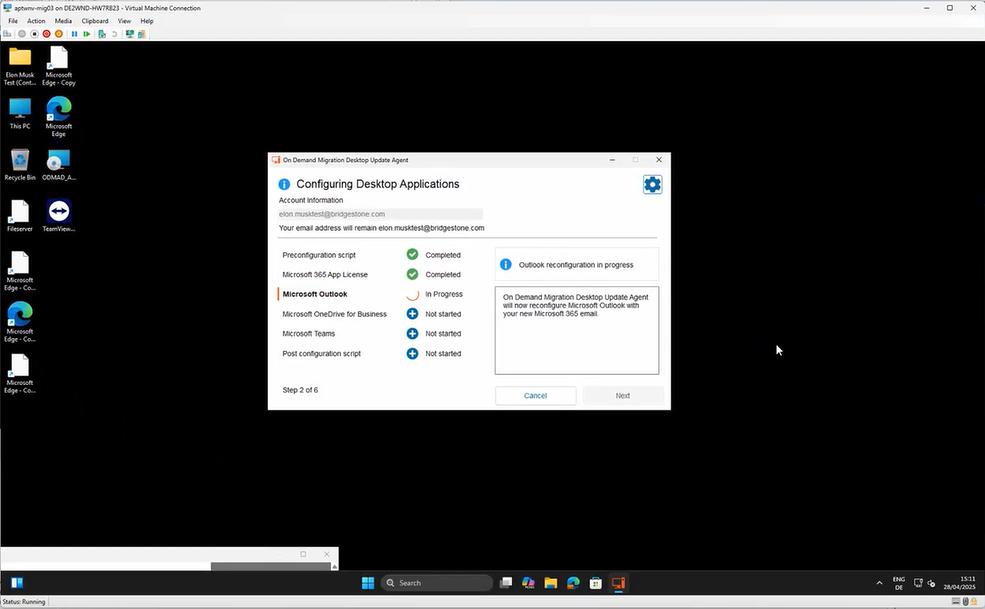 aptwnv-mig03 on DE2WND-HW7RB23 - Virtual Machine Connection
File Action Media Clipboard View Help
Elon Musk
Test (Cont...
Microsoft
Edge - Copy
This PC
Microsoft
Edge
Recycle Bin
ODMAD_A...
Fileserver
TeamView...
Microsoft
Edge - Co...
Microsoft
Edge - Co...
Microsoft
Edge - Co...
On Demand Migration Desktop Update Agent
Configuring Desktop Applications
Account Information
elon.musktest@bridgestone.com
Your email address will remain elon.musktest@bridgestone.com
Preconfiguration script Completed
Microsoft 365 App License Completed
Microsoft Outlook In Progress
Microsoft OneDrive for Business Not started
Microsoft Teams Not started
Post configuration script Not started
Step 2 of 6
Outlook reconfiguration in progress
On Demand Migration Desktop Update Agent
will now reconfigure Microsoft Outlook with
your new Microsoft 365 email.
Cancel Next
Search
ENG
DE
15:11
28/04/2025
Status: Running